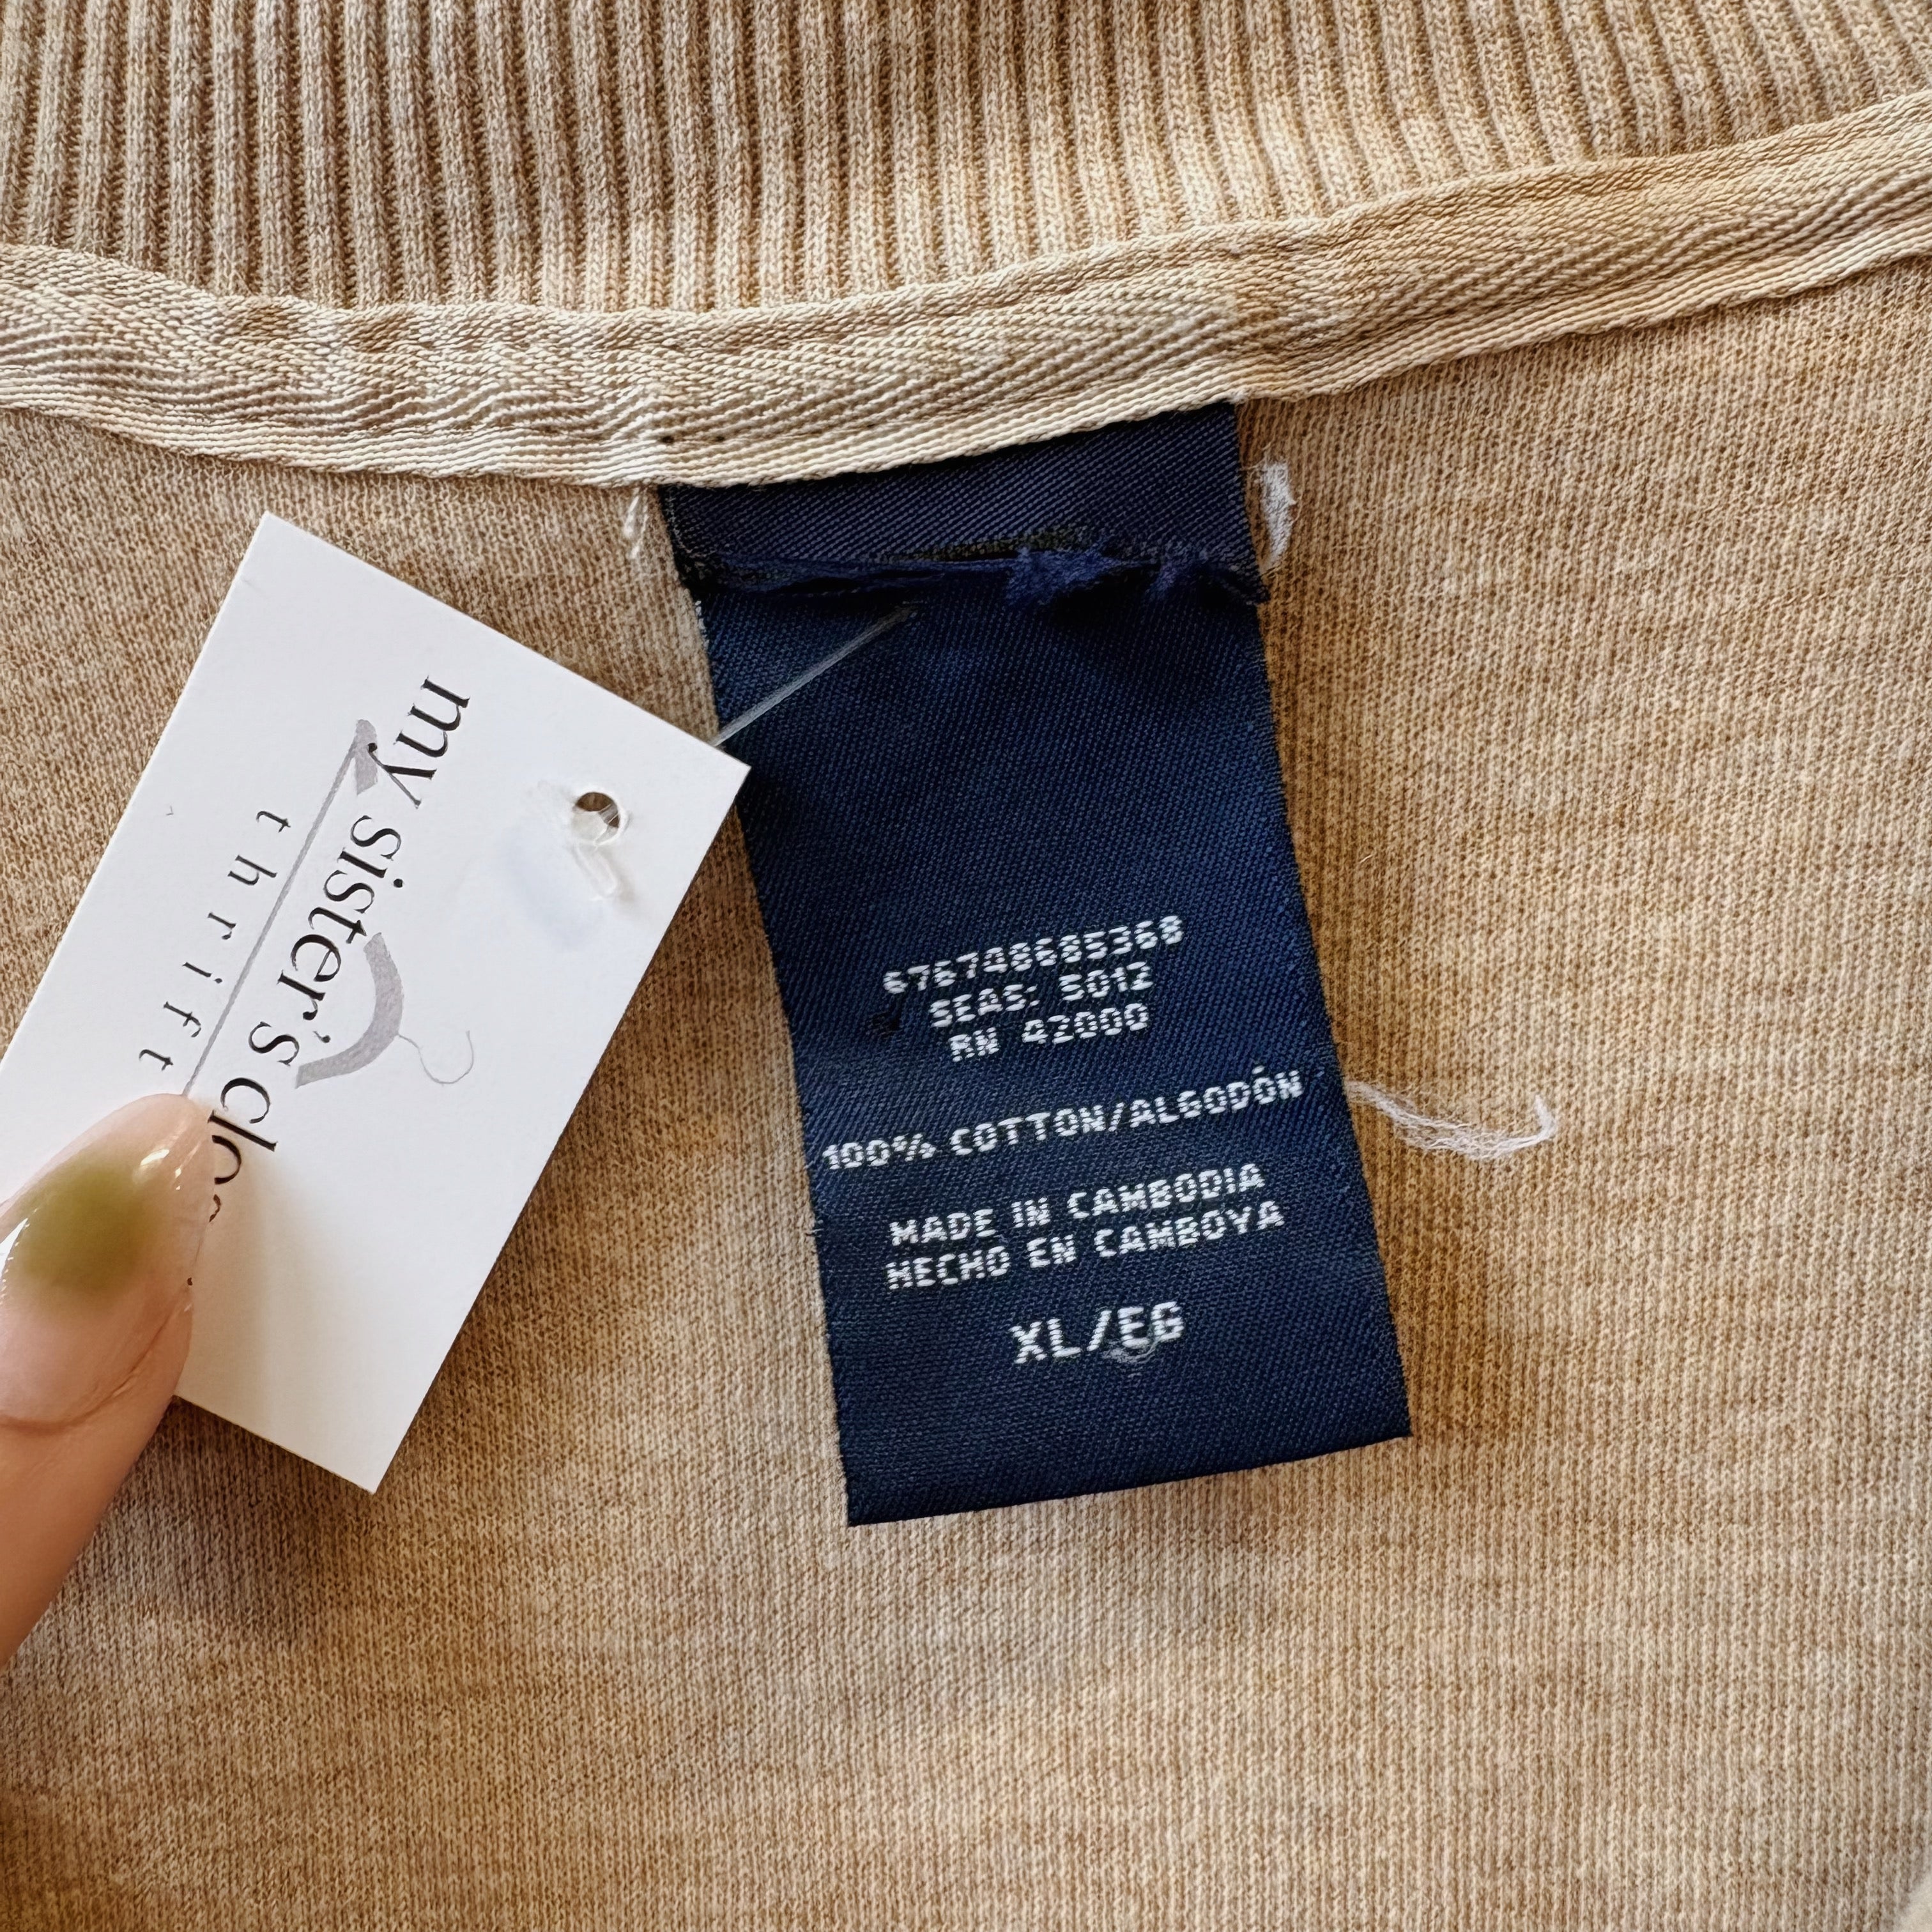 my sister's clo
thrift
676748685368
SEAS: S012
RN 42000
100% COTTON/ALGODÓN
MADE IN CAMBODIA
HECHO EN CAMBOYA
XL/EG